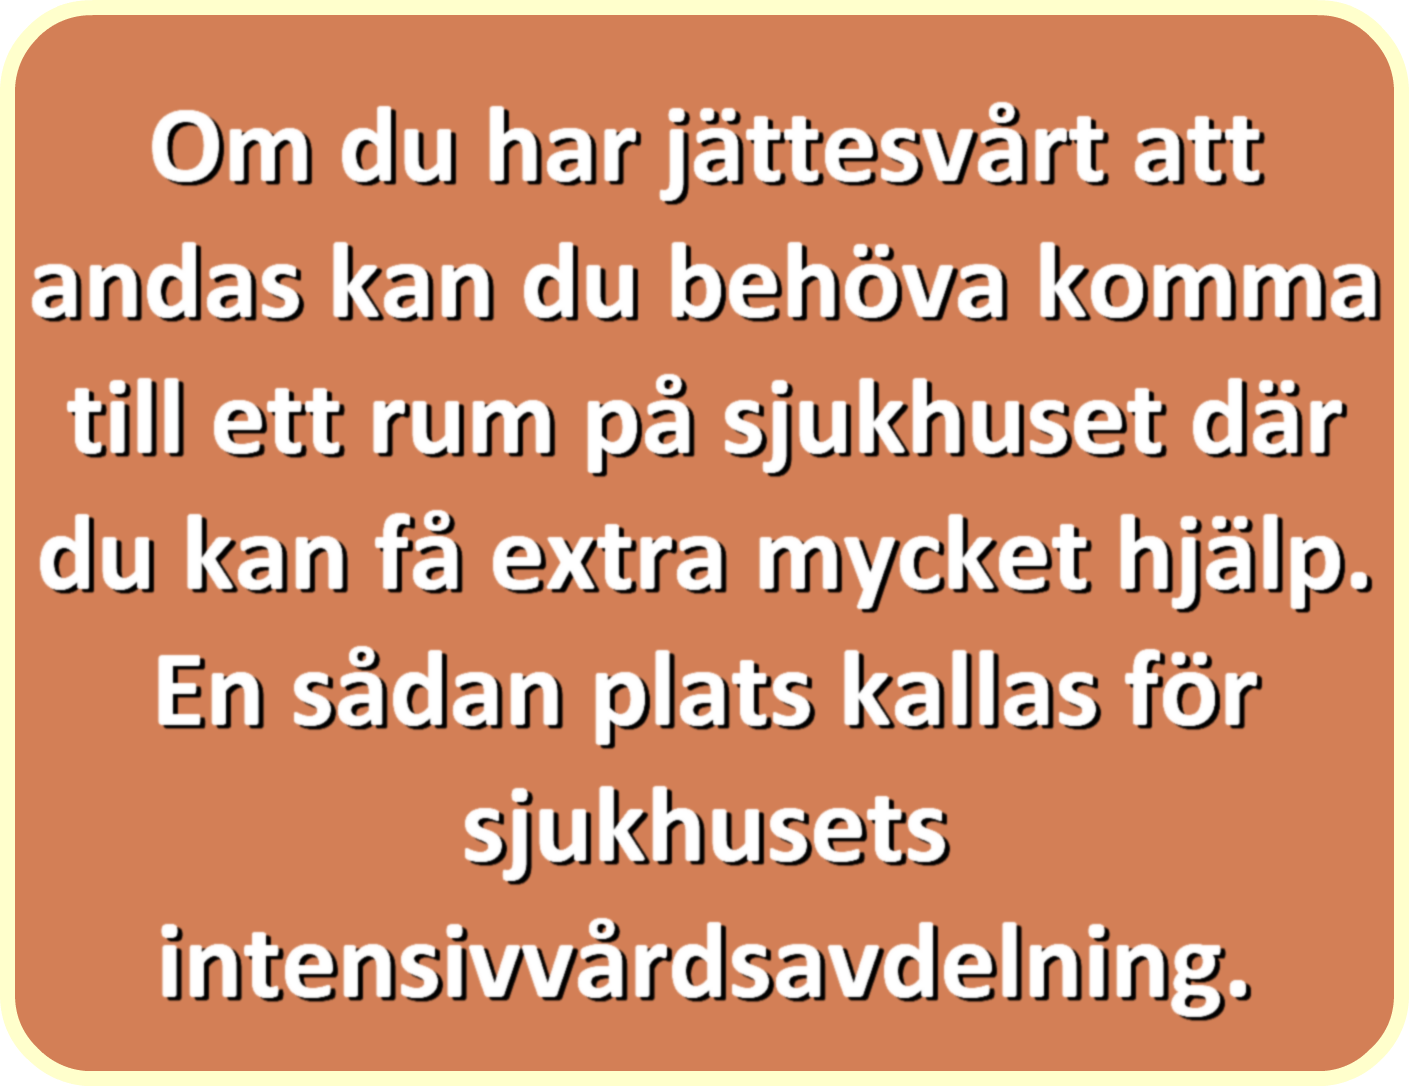 Om du har jättesvårt att
andas kan du behöva komma
till ett rum på sjukhuset där
du kan få extra mycket hjälp.
En sådan plats kallas för
sjukhusets
intensivvårdsavdelning.